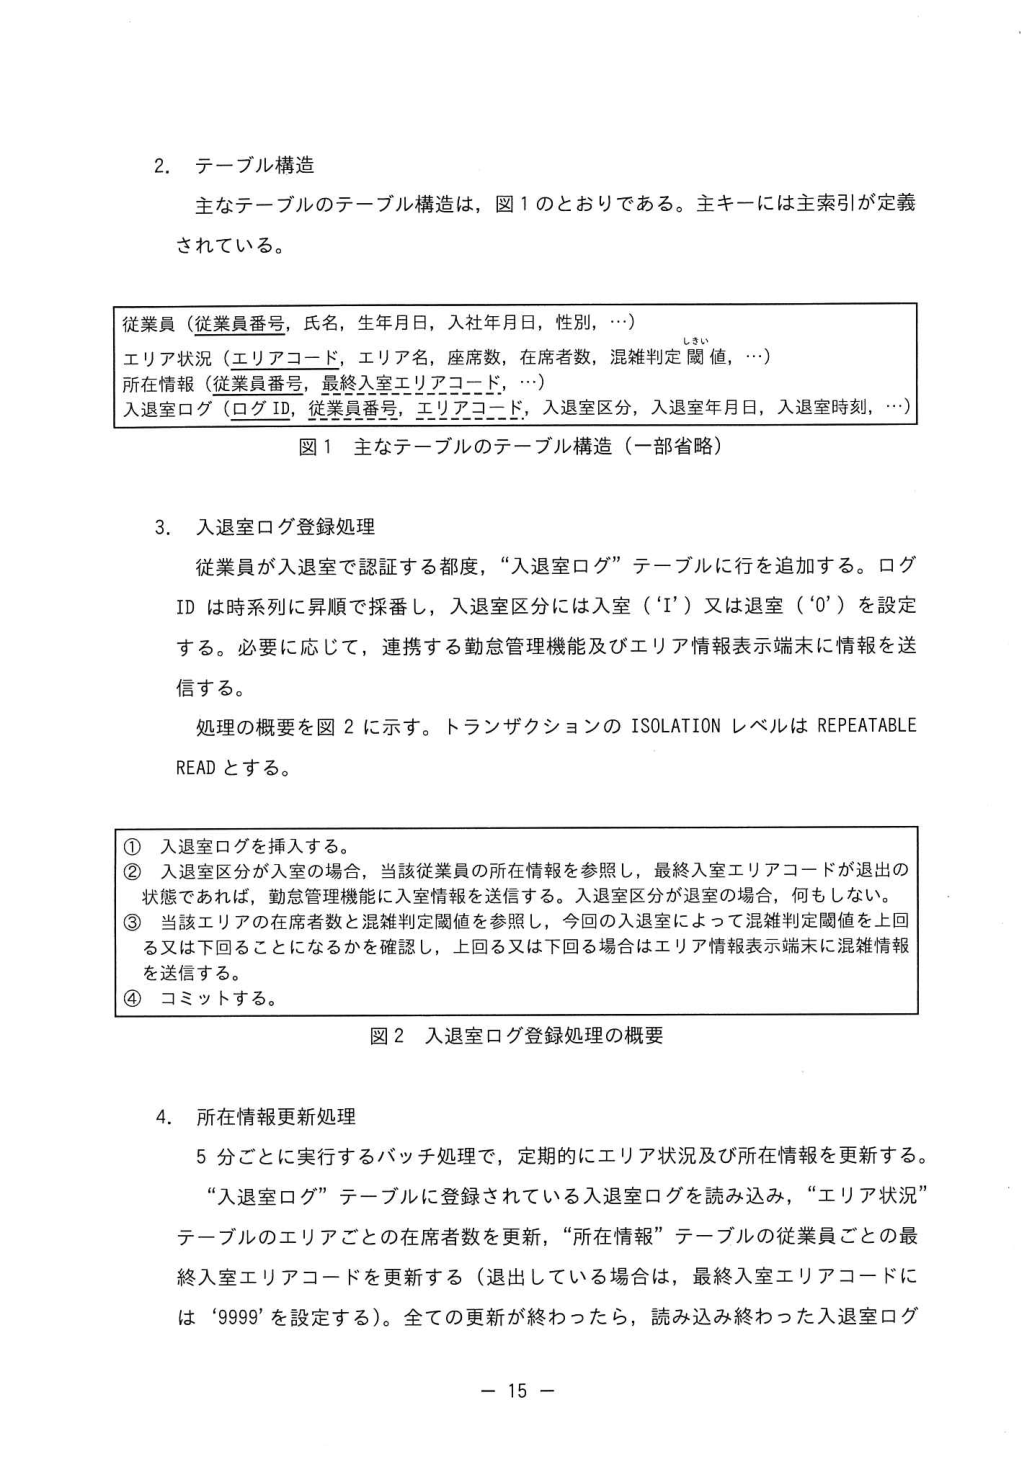 2. テーブル構造
主なテーブルのテーブル構造は，図1のとおりである。主キーには主索引が定義
されている。
従業員（従業員番号，氏名，生年月日，入社年月日，性別，…）
しきい
エリア状況（エリアコード，エリア名，座席数，在席者数，混雑判定閾値，…）
所在情報（従業員番号，最終入室エリアコード，…）
入退室ログ（ログID，従業員番号，エリアコード，入退室区分，入退室年月日，入退室時刻，…）
図1 主なテーブルのテーブル構造（一部省略）
3. 入退室ログ登録処理
従業員が入退室で認証する都度，“入退室ログ”テーブルに行を追加する。ログ
ID は時系列に昇順で採番し，入退室区分には入室（‘I’）又は退室（‘O’）を設定
する。必要に応じて，連携する勤怠管理機能及びエリア情報表示端末に情報を送
信する。
処理の概要を図 2 に示す。トランザクションの ISOLATION レベルは REPEATABLE
READ とする。
① 入退室ログを挿入する。
② 入退室区分が入室の場合，当該従業員の所在情報を参照し，最終入室エリアコードが退出の
状態であれば，勤怠管理機能に入室情報を送信する。入退室区分が退室の場合，何もしない。
③ 当該エリアの在席者数と混雑判定閾値を参照し，今回の入退室によって混雑判定閾値を上回
る又は下回ることになるかを確認し，上回る又は下回る場合はエリア情報表示端末に混雑情報
を送信する。
④ コミットする。
図2 入退室ログ登録処理の概要
4. 所在情報更新処理
5 分ごとに実行するバッチ処理で，定期的にエリア状況及び所在情報を更新する。
“入退室ログ”テーブルに登録されている入退室ログを読み込み，“エリア状況”
テーブルのエリアごとの在席者数を更新，“所在情報”テーブルの従業員ごとの最
終入室エリアコードを更新する（退出している場合は，最終入室エリアコードに
は ‘9999’ を設定する）。全ての更新が終わったら，読み込み終わった入退室ログ
－ 15 －